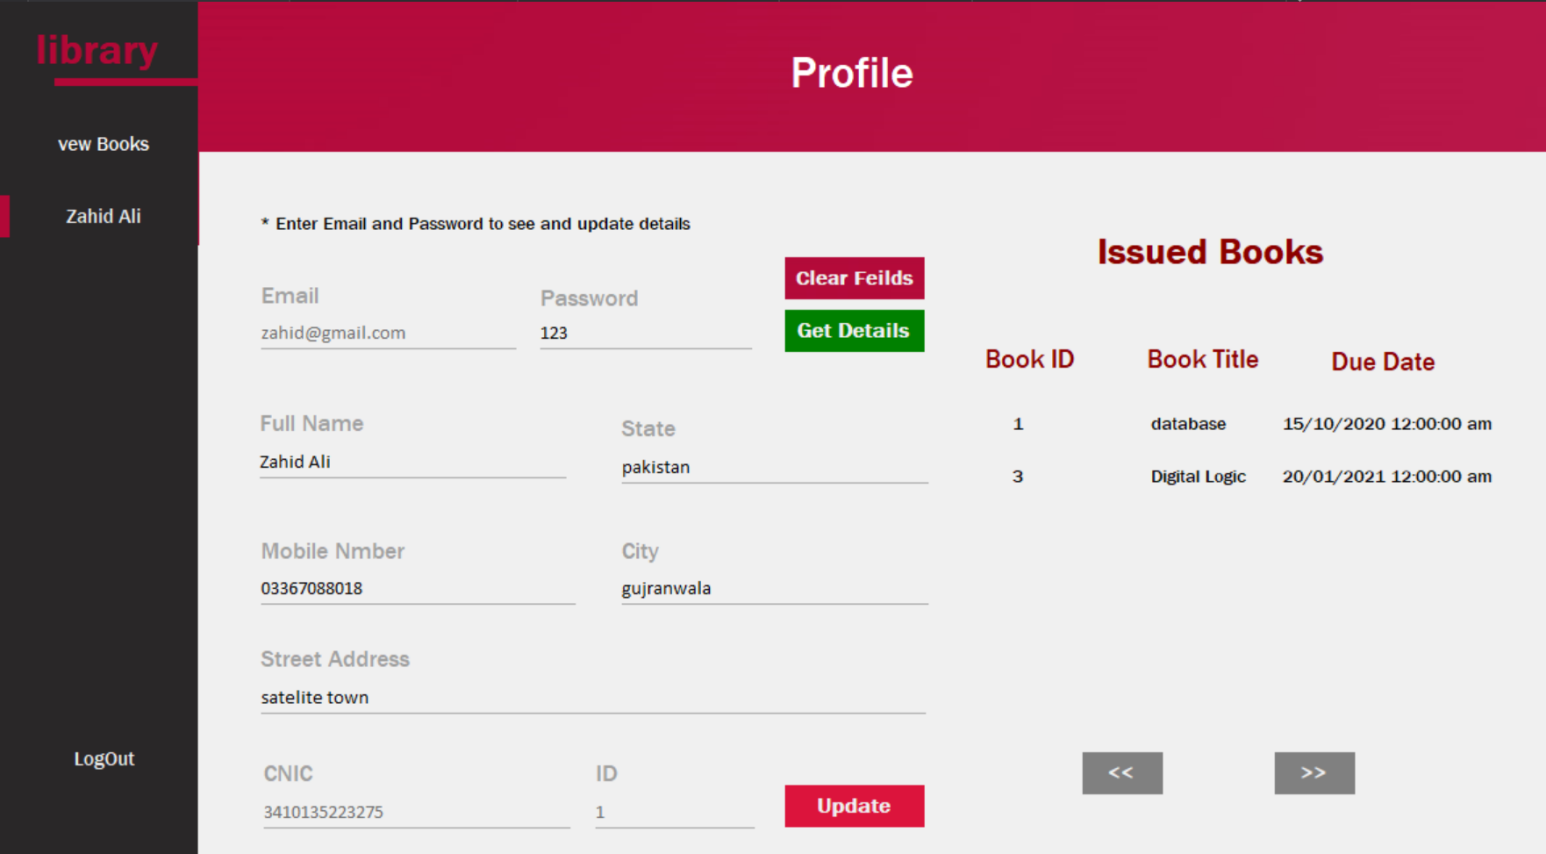 library
vew Books
Zahid Ali
LogOut
Profile
* Enter Email and Password to see and update details
Email
zahid@gmail.com
Password
123
Clear Feilds
Get Details
Full Name
Zahid Ali
State
pakistan
Mobile Nmber
03367088018
City
gujranwala
Street Address
satelite town
CNIC
3410135223275
ID
1
Update
Issued Books
Book ID Book Title Due Date
1 database 15/10/2020 12:00:00 am
3 Digital Logic 20/01/2021 12:00:00 am
<< >>